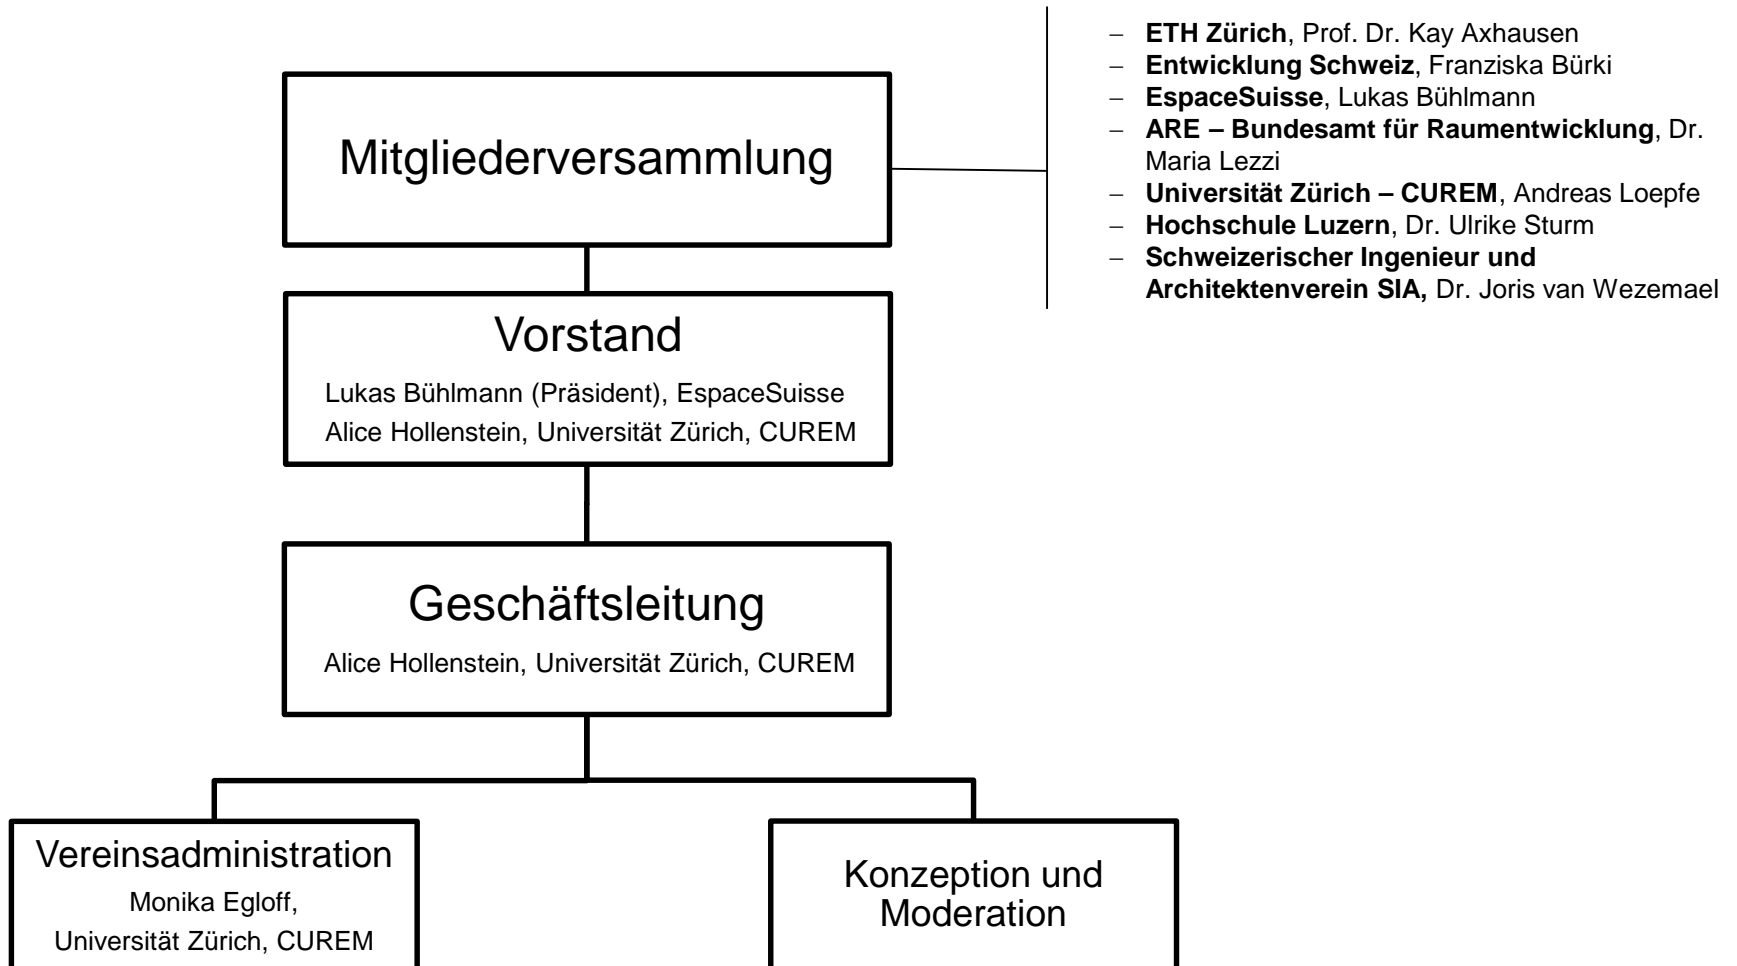 – ETH Zürich, Prof. Dr. Kay Axhausen
– Entwicklung Schweiz, Franziska Bürki
– EspaceSuisse, Lukas Bühlmann
– ARE – Bundesamt für Raumentwicklung, Dr.
Maria Lezzi
– Universität Zürich – CUREM, Andreas Loepfe
– Hochschule Luzern, Dr. Ulrike Sturm
– Schweizerischer Ingenieur und
Architektenverein SIA, Dr. Joris van Wezemael
Mitgliederversammlung
Vorstand
Lukas Bühlmann (Präsident), EspaceSuisse
Alice Hollenstein, Universität Zürich, CUREM
Geschäftsleitung
Alice Hollenstein, Universität Zürich, CUREM
Vereinsadministration
Monika Egloff,
Universität Zürich, CUREM
Konzeption und
Moderation